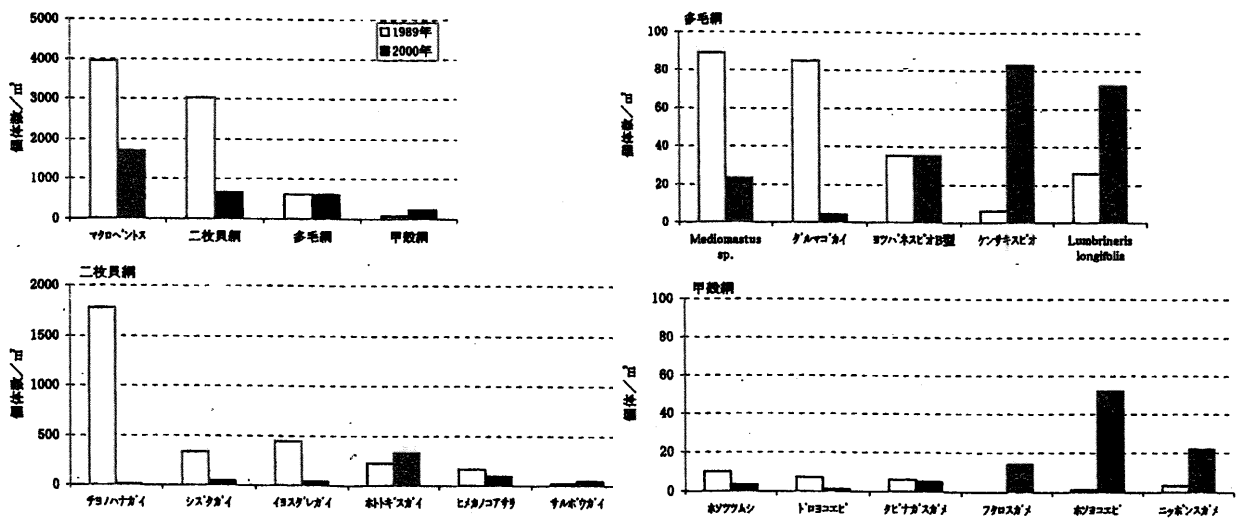 5000
4000
3000
2000
1000
0
個体数/㎡
□1989年
■2000年
マクロベントス
二枚貝綱
多毛綱
甲殻綱
多毛綱
100
80
60
40
20
0
個体数/㎡
Mediomastus sp.
ダルマゴカイ
ヨツバネスピオB型
ケンサキスピオ
Lumbrineris longifolia
二枚貝綱
2000
1500
1000
500
0
個体数/㎡
チヨノハナガイ
シズクガイ
イヨスダレガイ
ホトトギスガイ
ヒメカノコアサリ
サルボウガイ
甲殻綱
100
80
60
40
20
0
個体数/㎡
ホソツツムシ
ドロヨコエビ
クビナガスガメ
フクロスガメ
ホソヨコエビ
ニッポンスガメ